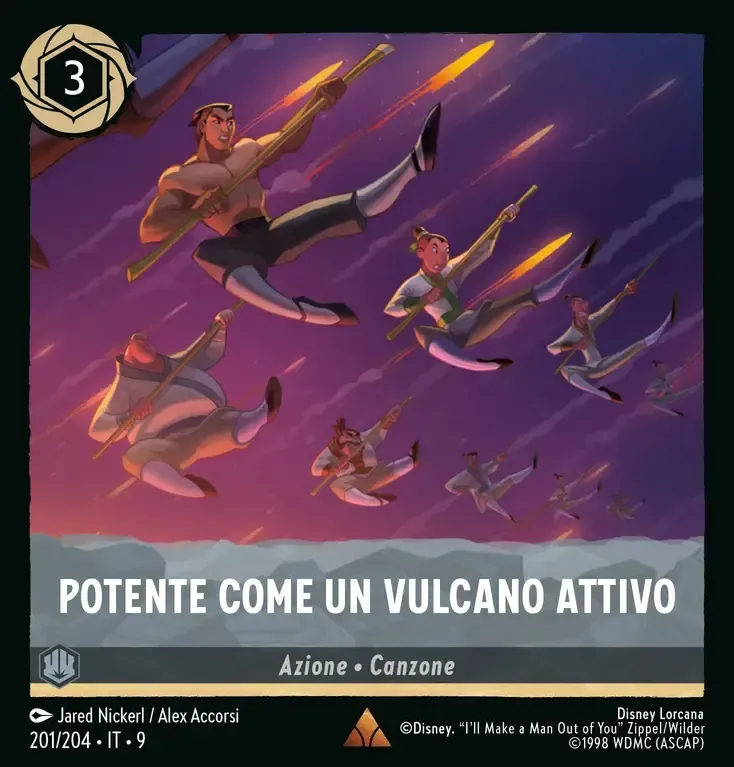 3
POTENTE COME UN VULCANO ATTIVO
Azione • Canzone
Jared Nickerl / Alex Accorsi
201/204 • IT • 9
Disney Lorcana
©Disney. “I’ll Make a Man Out of You” Zippel/Wilder
©1998 WDMC (ASCAP)